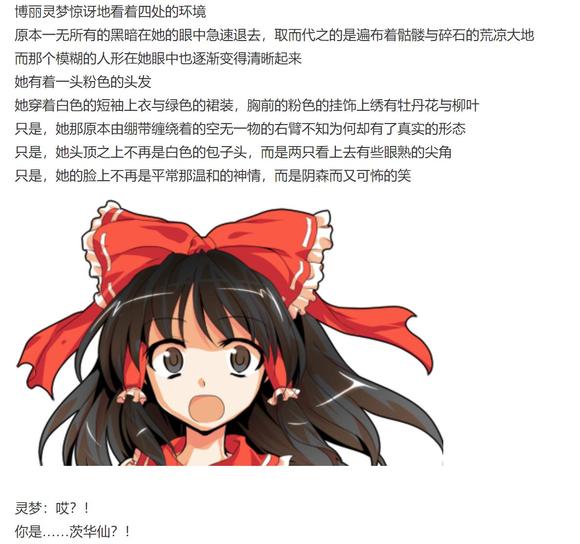 博丽灵梦惊讶地看着四处的环境
原本一无所有的黑暗在她的眼中急速退去，取而代之的是遍布着骷髅与碎石的荒凉大地
而那个模糊的人形在她眼中也逐渐变得清晰起来
她有着一头粉色的头发
她穿着白色的短袖上衣与绿色的裙装，胸前的粉色的挂饰上绣有牡丹花与柳叶
只是，她那原本由绷带缠绕着的空无一物的右臂不知为何却有了真实的形态
只是，她头顶之上不再是白色的包子头，而是两只看上去有些眼熟的尖角
只是，她的脸上不再是平常那温和的神情，而是阴森而又可怖的笑
灵梦：哎？！
你是……茨华仙？！